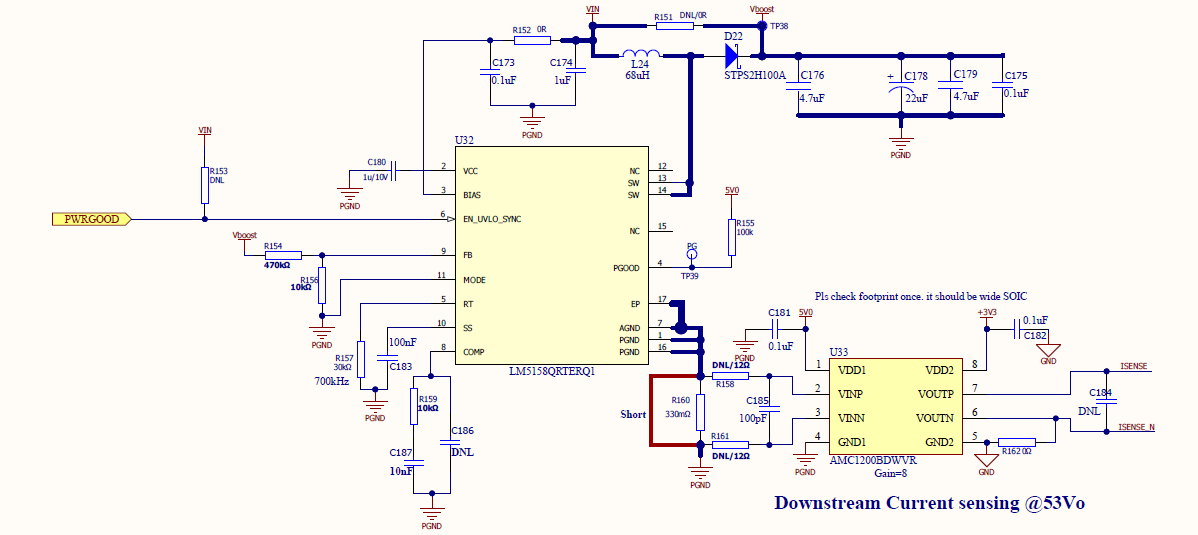 VIN
R151
DNL/0R
Vboost
TP38
R152
0R
D22
STPS2H100A
L24
68uH
C173
0.1uF
C174
1uF
PGND
C176
4.7uF
+
C178
22uF
C179
4.7uF
C175
0.1uF
PGND
VIN
R153
DNL
PWRGOOD
C180
1u/10V
PGND
U32
2
VCC
3
BIAS
6
EN_UVLO_SYNC
9
FB
11
MODE
5
RT
10
SS
8
COMP
NC
12
SW
13
SW
14
NC
15
PGOOD
4
EP
17
AGND
7
PGND
1
PGND
16
LM5158QRTERQ1
Vboost
R154
470kΩ
R156
10kΩ
PGND
R157
30kΩ
700kHz
100nF
C183
PGND
R159
10kΩ
C186
DNL
C187
10nF
PGND
5V0
R155
100k
PG
TP39
Short
DNL/12Ω
R158
R160
330mΩ
R161
DNL/12Ω
PGND
C185
100pF
Pls check footprint once. it should be wide SOIC
C181
0.1uF
PGND
5V0
+3V3
0.1uF
C182
GND
U33
1
VDD1
2
VINP
3
VINN
4
GND1
VDD2
8
VOUTP
7
VOUTN
6
GND2
5
AMC1200BDWVR
Gain=8
PGND
GND
R162 0Ω
ISENSE
C184
DNL
ISENSE_N
Downstream Current sensing @53Vo